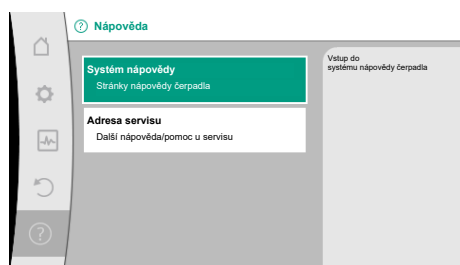 Nápověda
Systém nápovědy
Stránky nápovědy čerpadla
Adresa servisu
Další nápověda/pomoc u servisu
Vstup do
systému nápovědy čerpadla